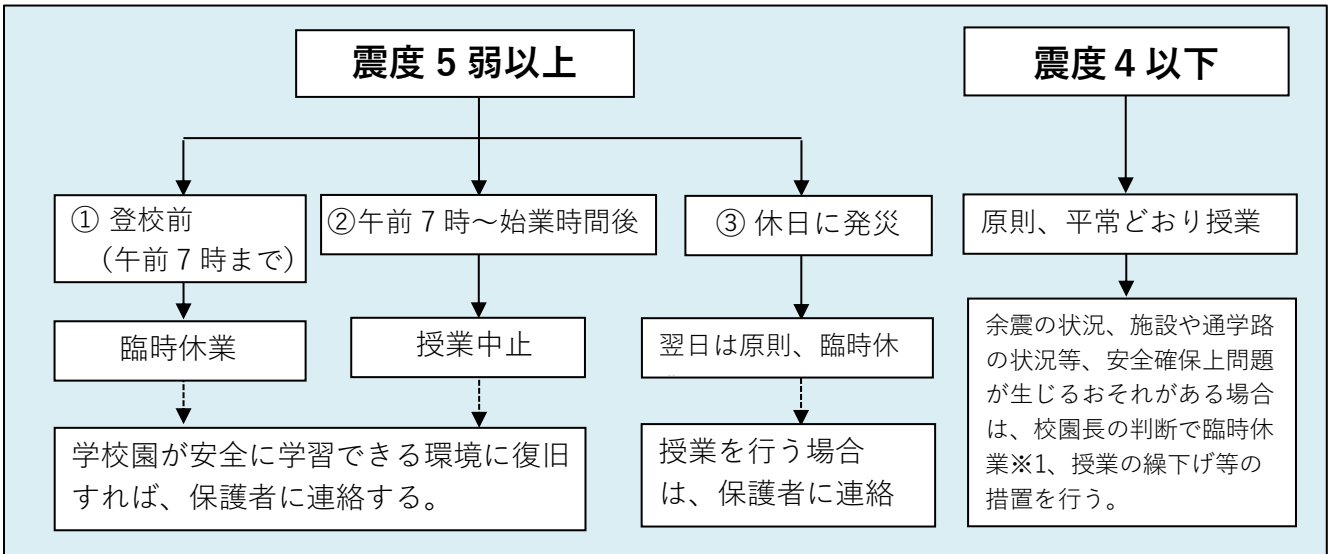 震度５弱以上
震度４以下
① 登校前
（午前７時まで）
②午前７時～始業時間後
③ 休日に発災
原則、平常どおり授業
臨時休業
授業中止
翌日は原則、臨時休
学校園が安全に学習できる環境に復旧
すれば、保護者に連絡する。
授業を行う場合
は、保護者に連絡
余震の状況、施設や通学路
の状況等、安全確保上問題
が生じるおそれがある場合
は、校園長の判断で臨時休
業※1、授業の繰下げ等の
措置を行う。